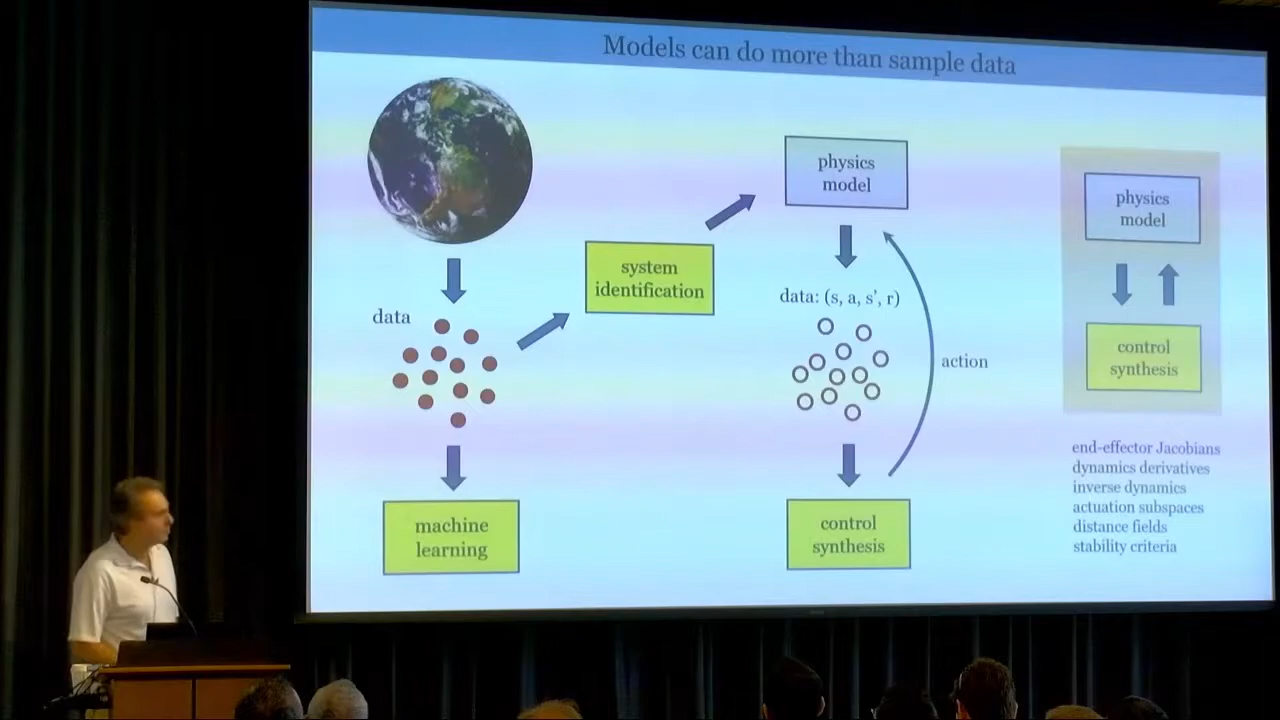 Models can do more than sample data
data
machine
learning
system
identification
physics
model
data: (s, a, s', r)
action
control
synthesis
physics
model
control
synthesis
end-effector Jacobians
dynamics derivatives
inverse dynamics
actuation subspaces
distance fields
stability criteria